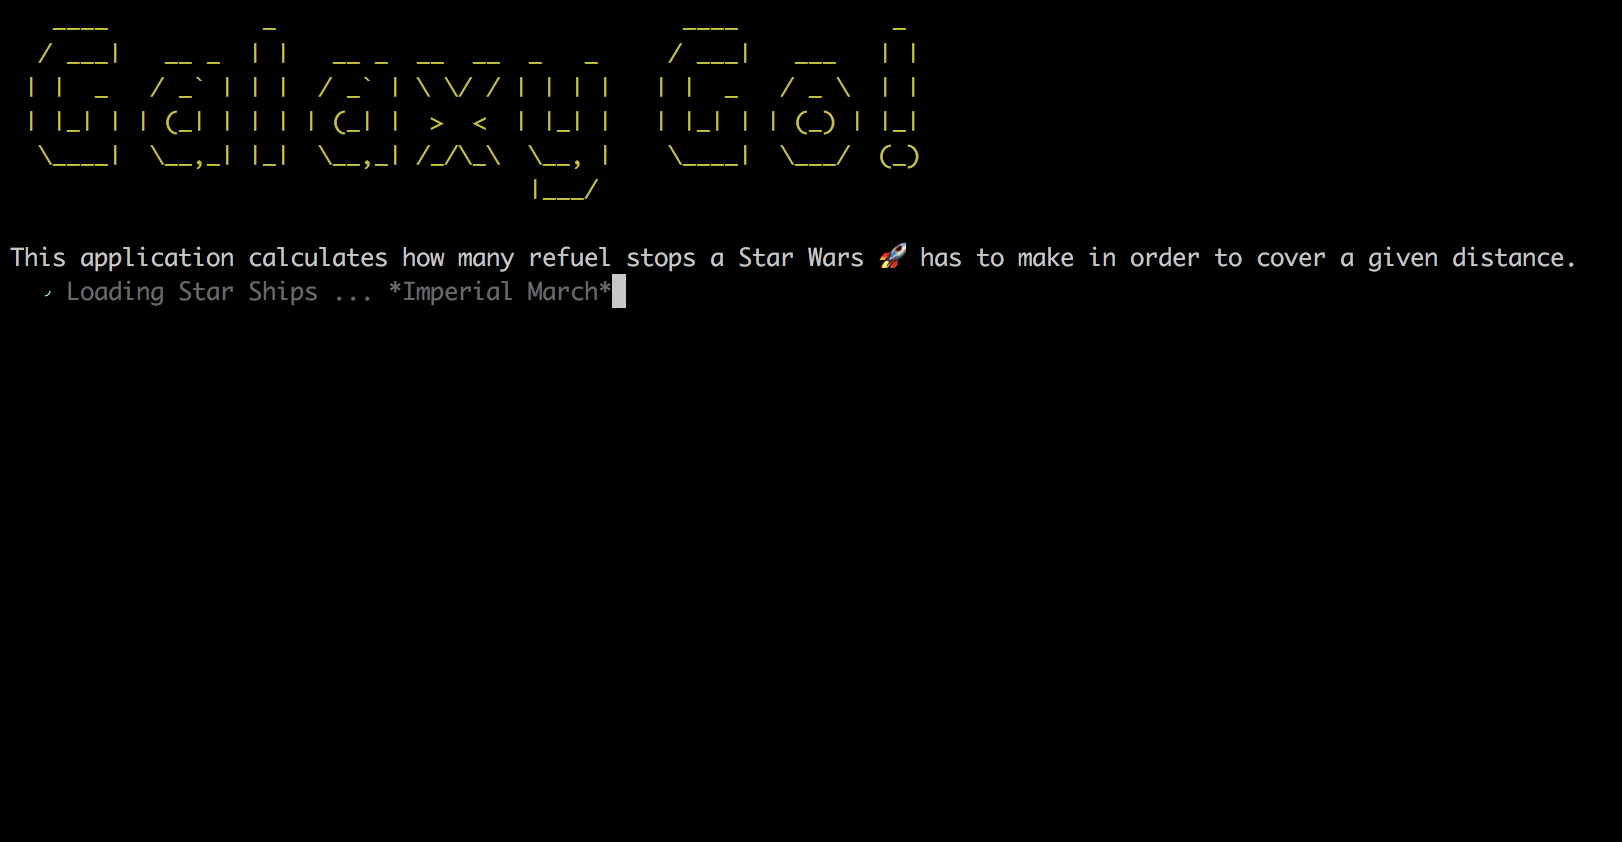 Galaxy Go!
This application calculates how many refuel stops a Star Wars 🚀 has to make in order to cover a given distance.
Loading Star Ships ... *Imperial March*